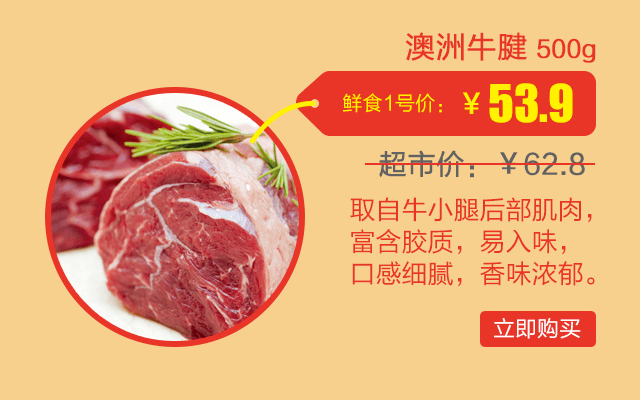 澳洲牛腱 500g
鲜食1号价：￥53.9
超市价：￥62.8
取自牛小腿后部肌肉，
富含胶质，易入味，
口感细腻，香味浓郁。
立即购买